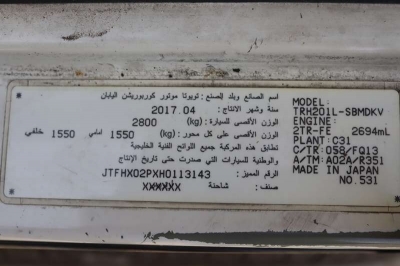 اسم الصانع وبلد الصنع : تويوتا موتور كوربوريشن اليابان
سنة وشهر الإنتاج : 2017.04
الوزن الأقصى للسيارة : (kg) 2800
الوزن الأقصى على كل محور : (kg) 1550 أمامي 1550 خلفي
تطابق هذه المركبة جميع اللوائح الفنية الخليجية
والوطنية للسيارات التي صدرت حتى تاريخ الإنتاج
الرقم المميز : JTFHX02PXH0113143
صنف : شاحنة XXXXXX
MODEL:
TRH201L-SBMDKV
ENGINE:
2TR-FE 2694mL
PLANT: C31
C/TR: 058/FQ13
A/TM: A02A/R351
MADE IN JAPAN
NO.531